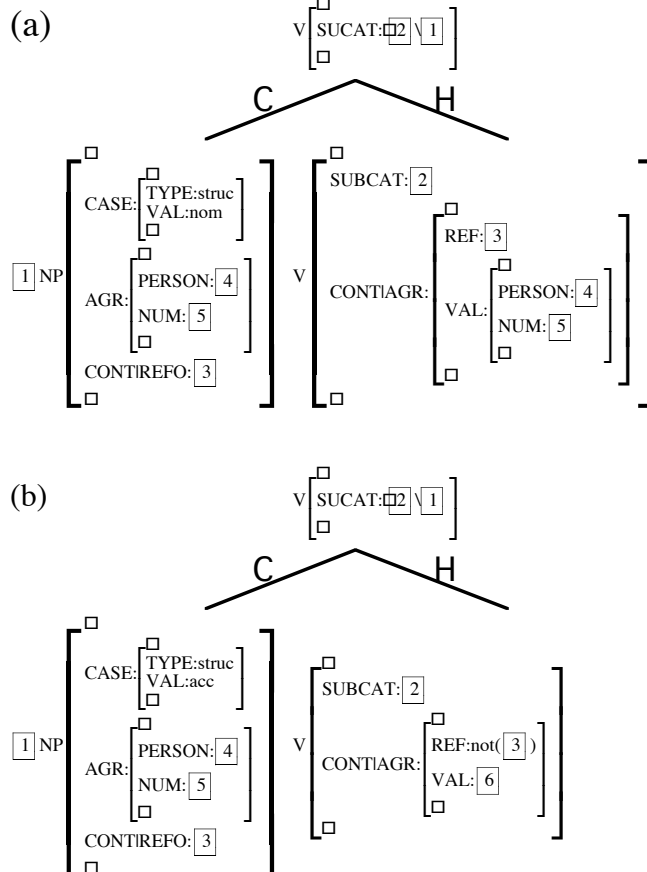 (a)
V SUCAT: 2 \ 1
C H
CASE: TYPE:struc
VAL:nom
1 NP
AGR: PERSON: 4
NUM: 5
CONT|REFO: 3
V
SUBCAT: 2
CONT|AGR:
REF: 3
VAL: PERSON: 4
NUM: 5
(b)
V SUCAT: 2 \ 1
C H
CASE: TYPE:struc
VAL:acc
1 NP
AGR: PERSON: 4
NUM: 5
CONT|REFO: 3
V
SUBCAT: 2
CONT|AGR:
REF:not( 3 )
VAL: 6